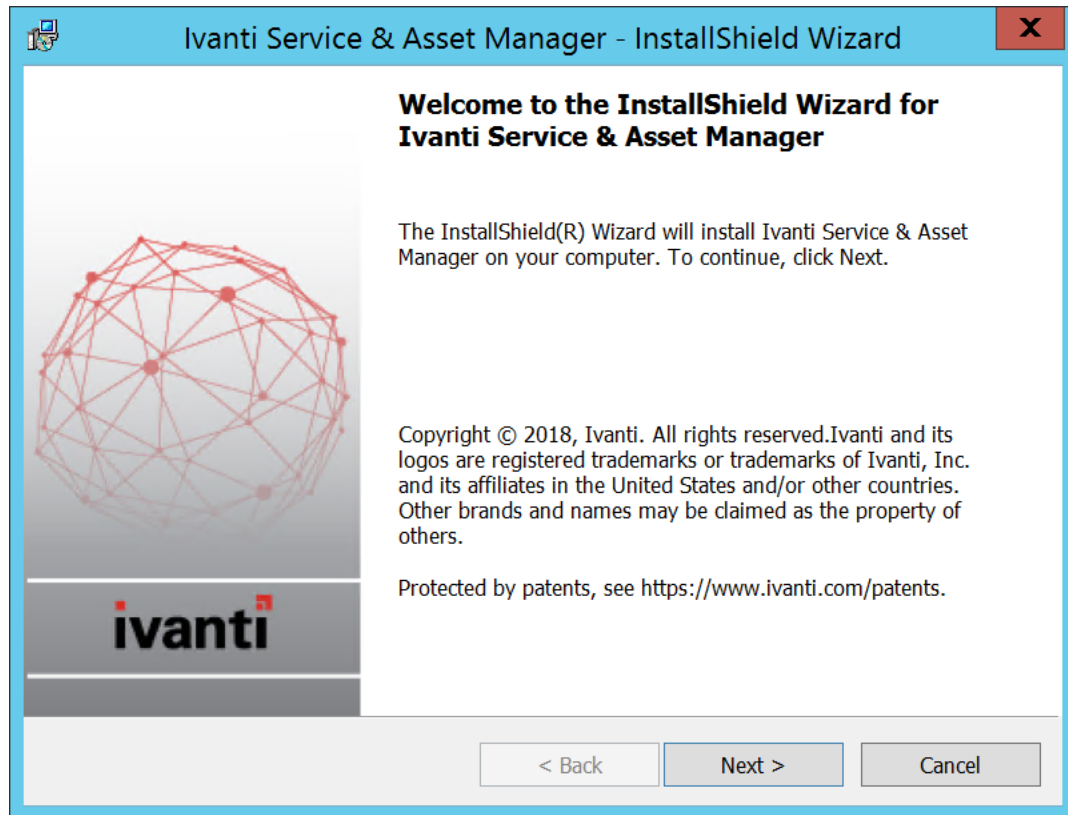 Ivanti Service & Asset Manager - InstallShield Wizard
X
Welcome to the InstallShield Wizard for
Ivanti Service & Asset Manager
The InstallShield(R) Wizard will install Ivanti Service & Asset
Manager on your computer. To continue, click Next.
Copyright © 2018, Ivanti. All rights reserved.Ivanti and its
logos are registered trademarks or trademarks of Ivanti, Inc.
and its affiliates in the United States and/or other countries.
Other brands and names may be claimed as the property of
others.
Protected by patents, see https://www.ivanti.com/patents.
ivanti
< Back
Next >
Cancel